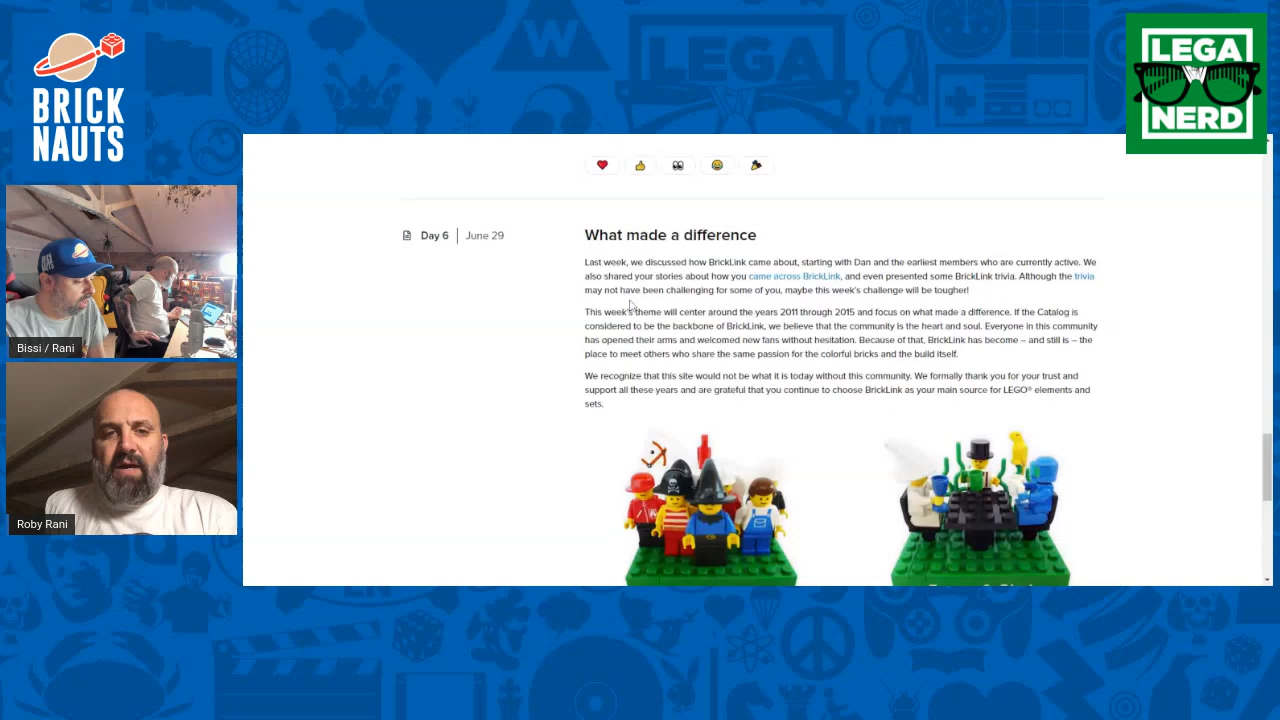 BRICK
NAUTS
LEGA
NERD
W
LEGA
Day 6 | June 29
What made a difference
Last week, we discussed how BrickLink came about, starting with Dan and the earliest members who are currently active. We
also shared your stories about how you came across BrickLink, and even presented some BrickLink trivia. Although the trivia
may not have been challenging for some of you, maybe this week's challenge will be tougher!
This week's theme will center around the years 2011 through 2015 and focus on what made a difference. If the Catalog is
considered to be the backbone of BrickLink, we believe that the community is the heart and soul. Everyone in this community
has opened their arms and welcomed new fans without hesitation. Because of that, BrickLink has become – and still is – the
place to meet others who share the same passion for the colorful bricks and the build itself.
We recognize that this site would not be what it is today without this community. We formally thank you for your trust and
support all these years and are grateful that you continue to choose BrickLink as your main source for LEGO® elements and
sets.
Bissi / Rani
Roby Rani